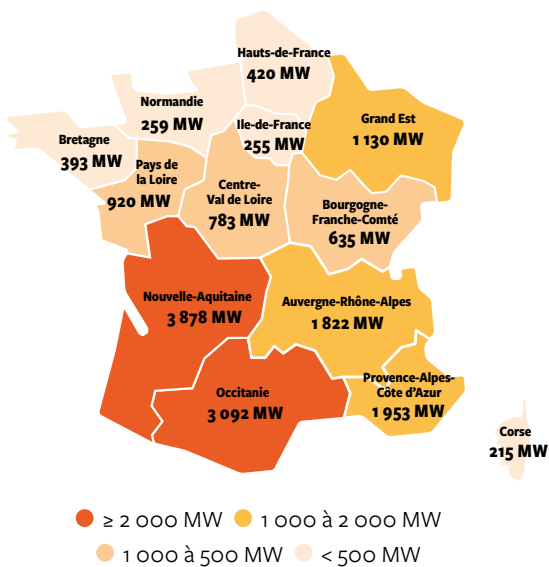 Hauts-de-France
420 MW
Normandie
259 MW
Ile-de-France
255 MW
Grand Est
1 130 MW
Bretagne
393 MW
Pays de
la Loire
920 MW
Centre-
Val de Loire
783 MW
Bourgogne-
Franche-Comté
635 MW
Nouvelle-Aquitaine
3 878 MW
Auvergne-Rhône-Alpes
1 822 MW
Occitanie
3 092 MW
Provence-Alpes-
Côte d'Azur
1 953 MW
Corse
215 MW
≥ 2 000 MW
1 000 à 2 000 MW
1 000 à 500 MW
< 500 MW